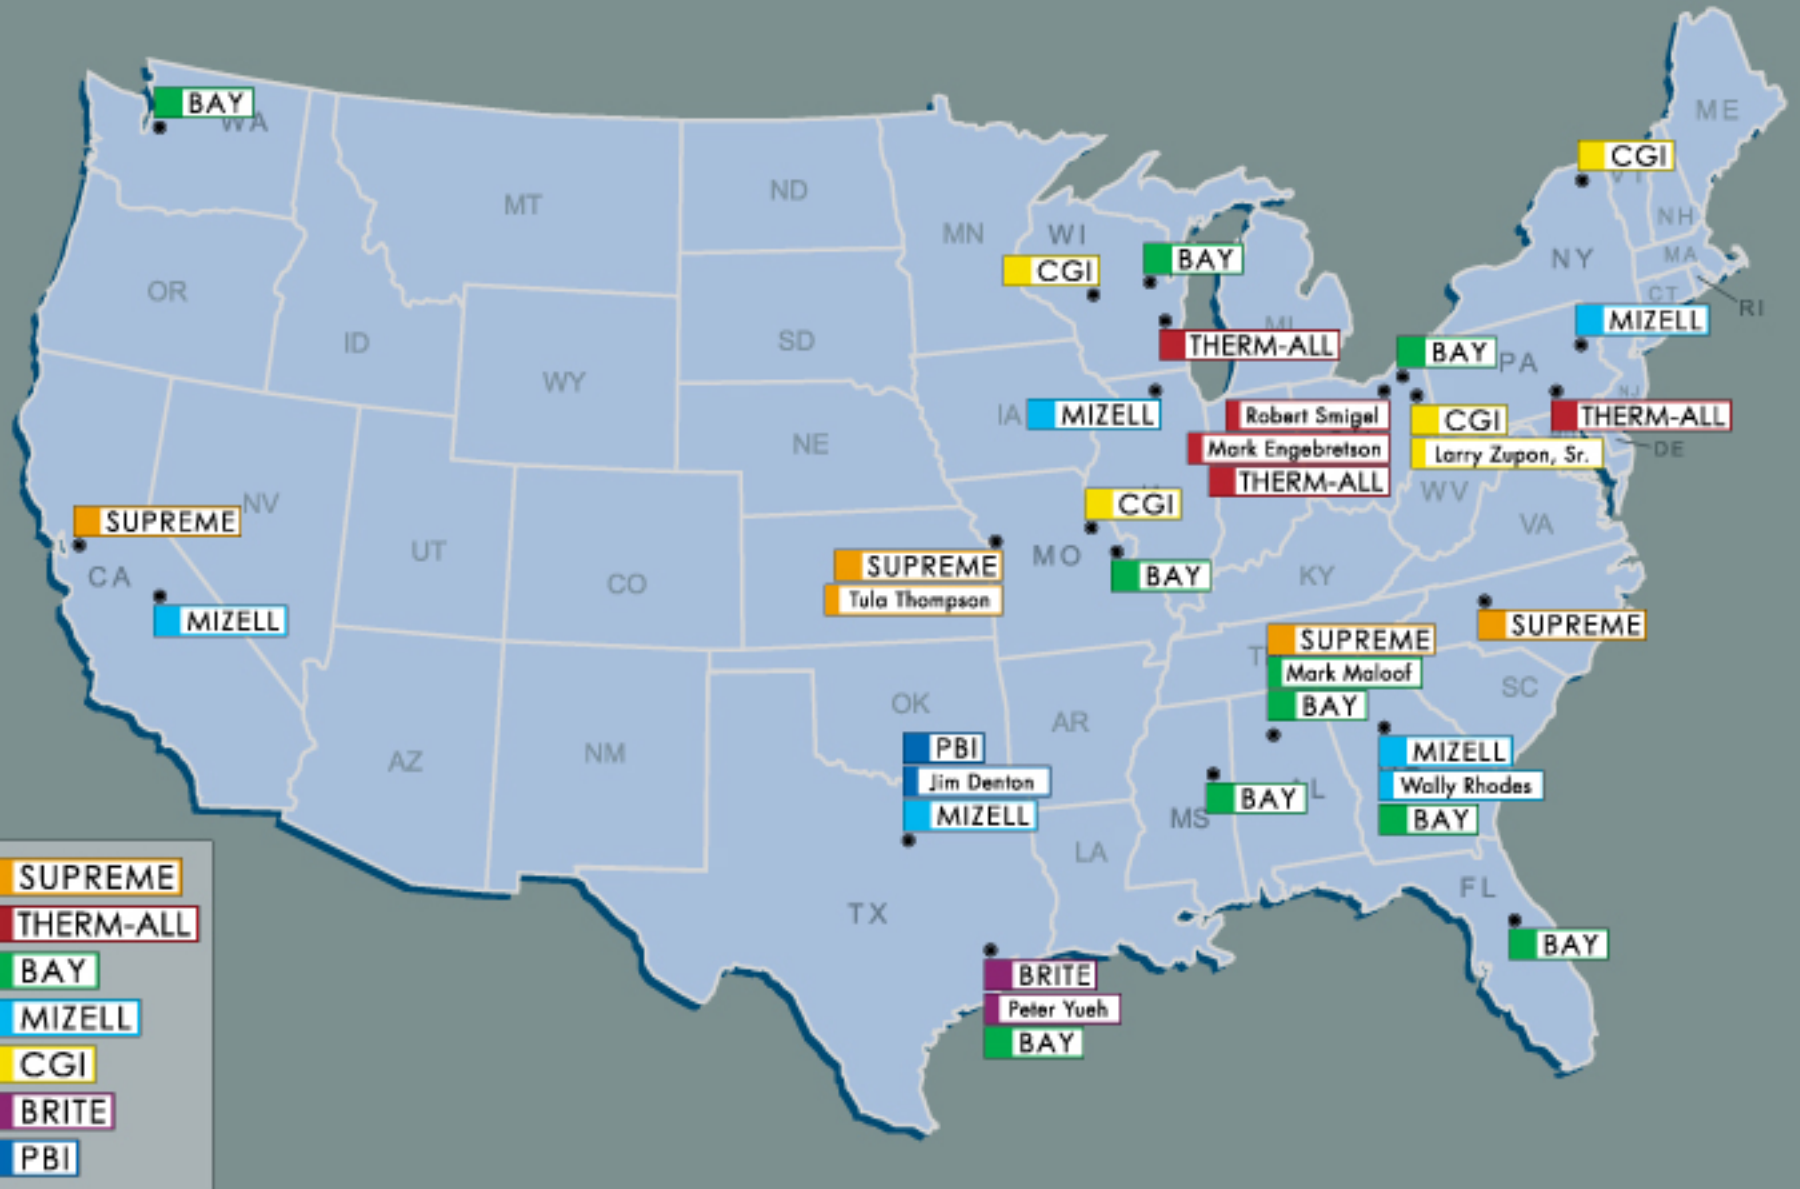 BAY
WA
ME
CGI
VT
MT
ND
MN
WI
NH
NY
MA
BAY
CGI
OR
CT
RI
MIZELL
ID
SD
MI
THERM-ALL
BAY
PA
WY
NJ
IA
MIZELL
Robert Smigel
CGI
THERM-ALL
NE
Mark Engebretson
Larry Zupon, Sr.
DE
THERM-ALL
WV
NV
CGI
SUPREME
VA
UT
MO
SUPREME
CA
CO
BAY
KY
Tula Thompson
MIZELL
SUPREME
SUPREME
T
Mark Maloof
SC
BAY
OK
AR
PBI
MIZELL
AZ
NM
Jim Denton
Wally Rhodes
BAY
L
MIZELL
MS
BAY
LA
SUPREME
FL
TX
THERM-ALL
BAY
BAY
BRITE
Peter Yueh
MIZELL
BAY
CGI
BRITE
PBI